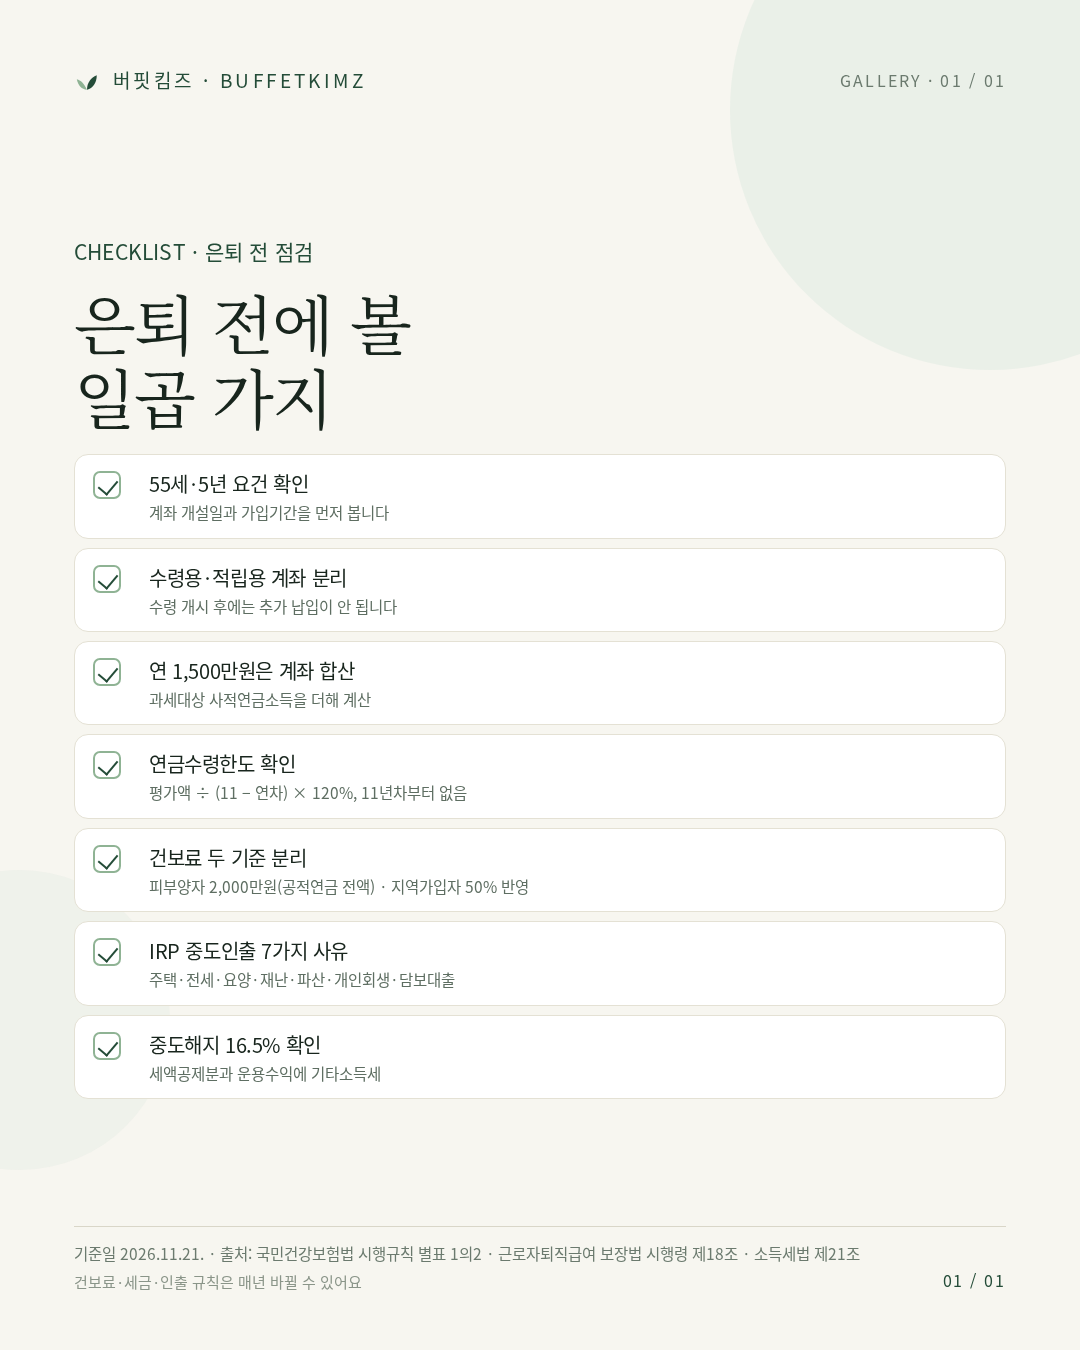 버핏킴즈 · BUFFETKIMZ
GALLERY · 01 / 01
CHECKLIST · 은퇴 전 점검
은퇴 전에 볼
일곱 가지
55세·5년 요건 확인
계좌 개설일과 가입기간을 먼저 봅니다
수령용·적립용 계좌 분리
수령 개시 후에는 추가 납입이 안 됩니다
연 1,500만원은 계좌 합산
과세대상 사적연금소득을 더해 계산
연금수령한도 확인
평가액 ÷ (11 − 연차) × 120%, 11년차부터 없음
건보료 두 기준 분리
피부양자 2,000만원(공적연금 전액) · 지역가입자 50% 반영
IRP 중도인출 7가지 사유
주택·전세·요양·재난·파산·개인회생·담보대출
중도해지 16.5% 확인
세액공제분과 운용수익에 기타소득세
기준일 2026.11.21. · 출처: 국민건강보험법 시행규칙 별표 1의2 · 근로자퇴직급여 보장법 시행령 제18조 · 소득세법 제21조
건보료·세금·인출 규칙은 매년 바뀔 수 있어요
01 / 01